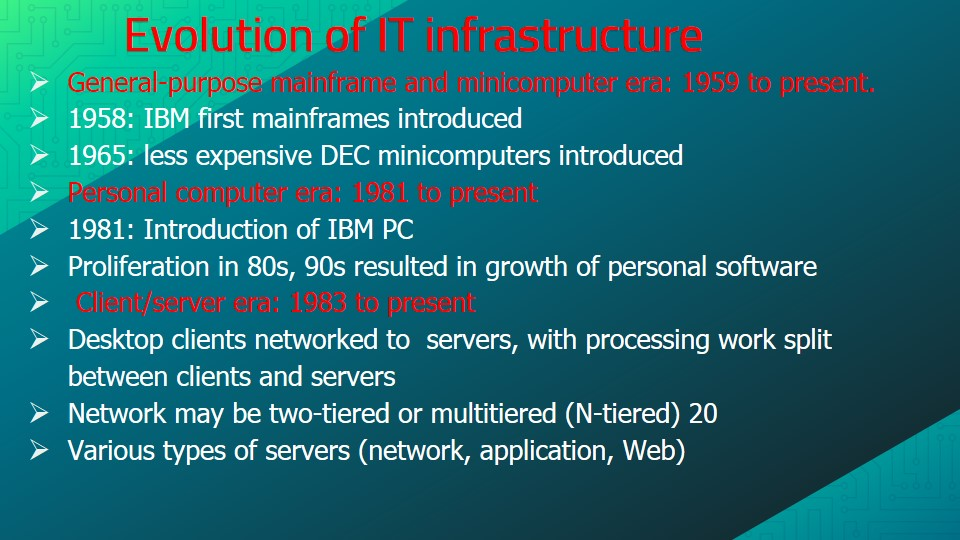 Evolution of IT infrastructure
➢ General-purpose mainframe and minicomputer era: 1959 to present.
➢ 1958: IBM first mainframes introduced
➢ 1965: less expensive DEC minicomputers introduced
➢ Personal computer era: 1981 to present
➢ 1981: Introduction of IBM PC
➢ Proliferation in 80s, 90s resulted in growth of personal software
➢ Client/server era: 1983 to present
➢ Desktop clients networked to servers, with processing work split
between clients and servers
➢ Network may be two-tiered or multitiered (N-tiered) 20
➢ Various types of servers (network, application, Web)